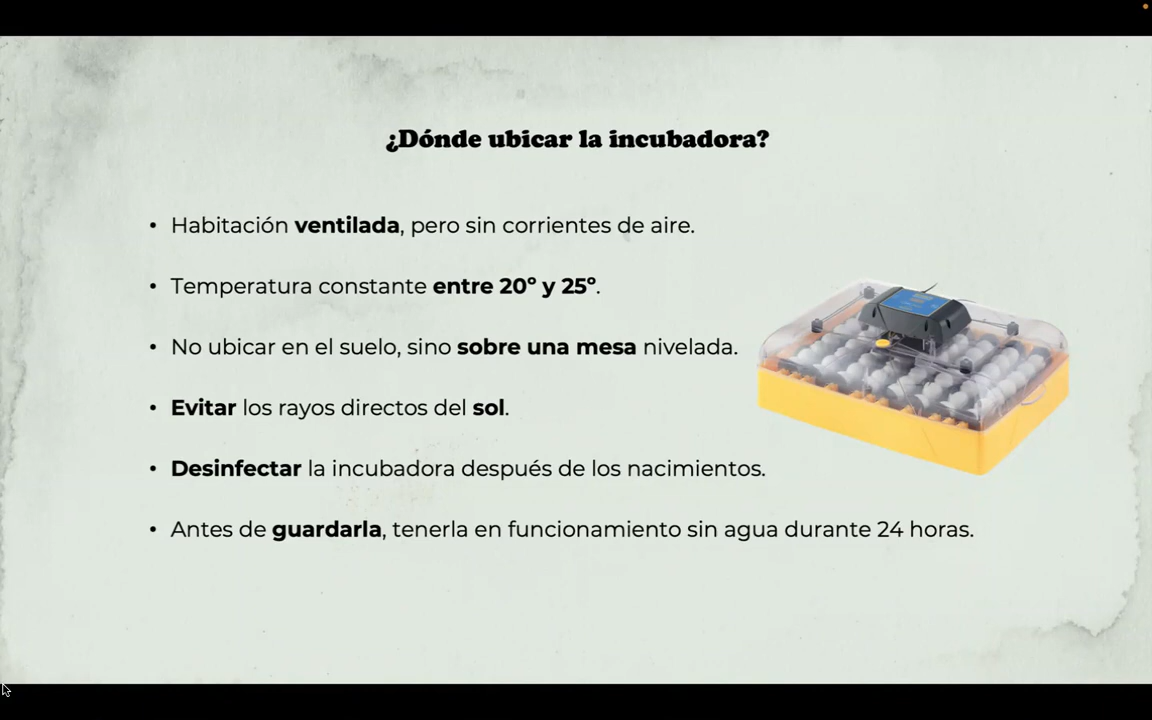 ¿Dónde ubicar la incubadora?
• Habitación ventilada, pero sin corrientes de aire.
• Temperatura constante entre 20º y 25º.
• No ubicar en el suelo, sino sobre una mesa nivelada.
• Evitar los rayos directos del sol.
• Desinfectar la incubadora después de los nacimientos.
• Antes de guardarla, tenerla en funcionamiento sin agua durante 24 horas.